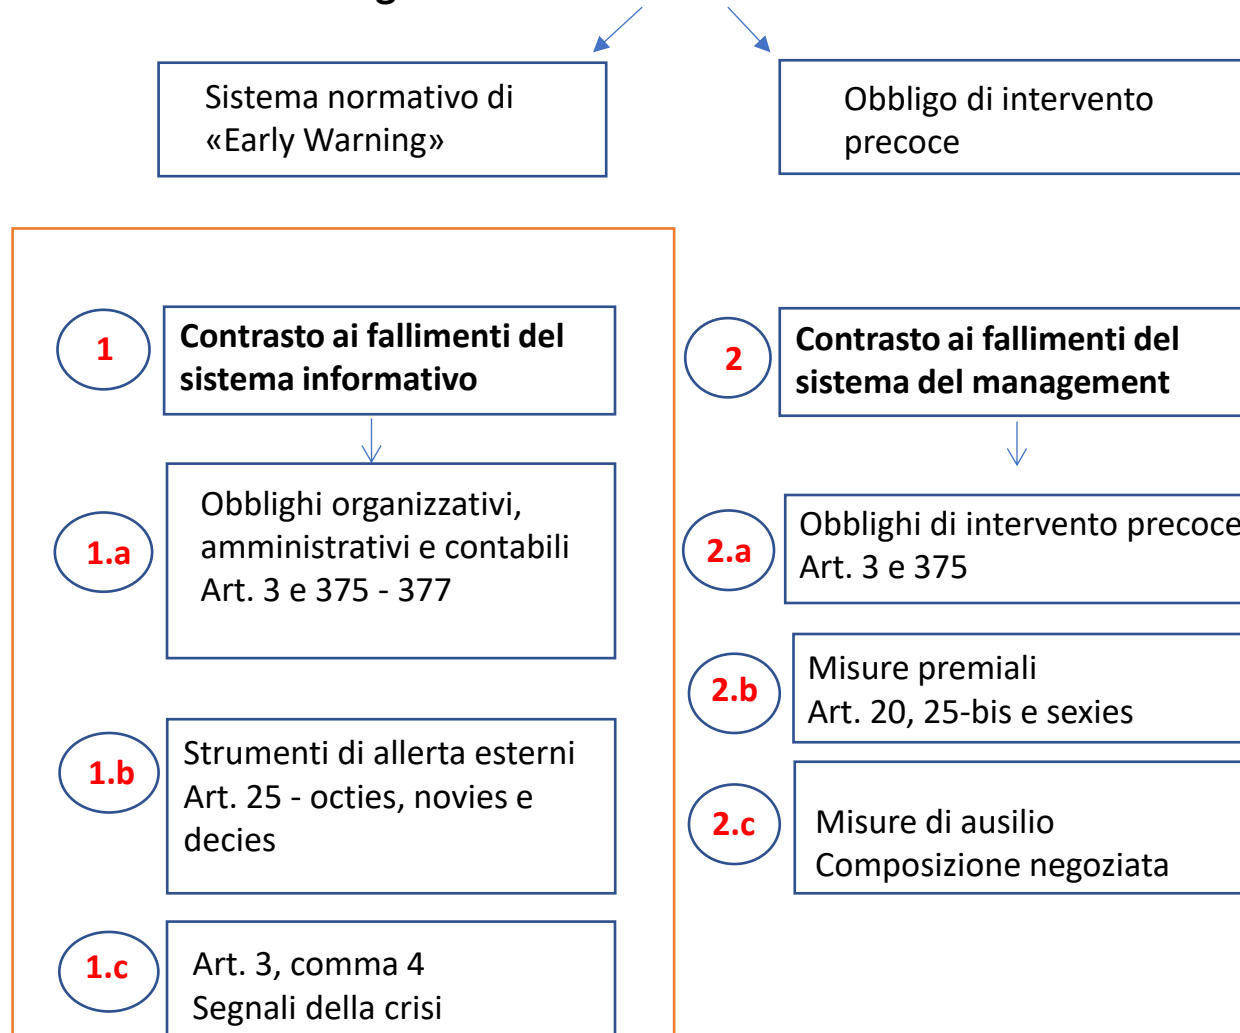 g
Sistema normativo di
«Early Warning»
Obbligo di intervento
precoce
1
Contrasto ai fallimenti del
sistema informativo
1.a
Obblighi organizzativi,
amministrativi e contabili
Art. 3 e 375 - 377
1.b
Strumenti di allerta esterni
Art. 25 - octies, novies e
decies
1.c
Art. 3, comma 4
Segnali della crisi
2
Contrasto ai fallimenti del
sistema del management
2.a
Obblighi di intervento precoce
Art. 3 e 375
2.b
Misure premiali
Art. 20, 25-bis e sexies
2.c
Misure di ausilio
Composizione negoziata